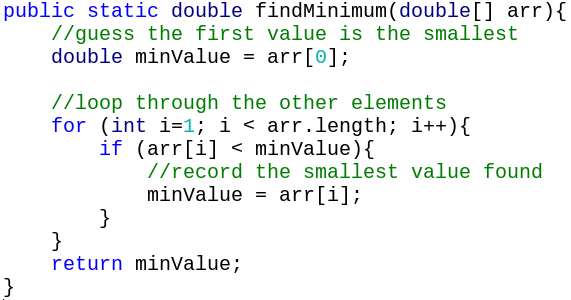 public static double findMinimum(double[] arr){
    //guess the first value is the smallest
    double minValue = arr[0];

    //loop through the other elements
    for (int i=1; i < arr.length; i++){
        if (arr[i] < minValue){
            //record the smallest value found
            minValue = arr[i];
        }
    }
    return minValue;
}